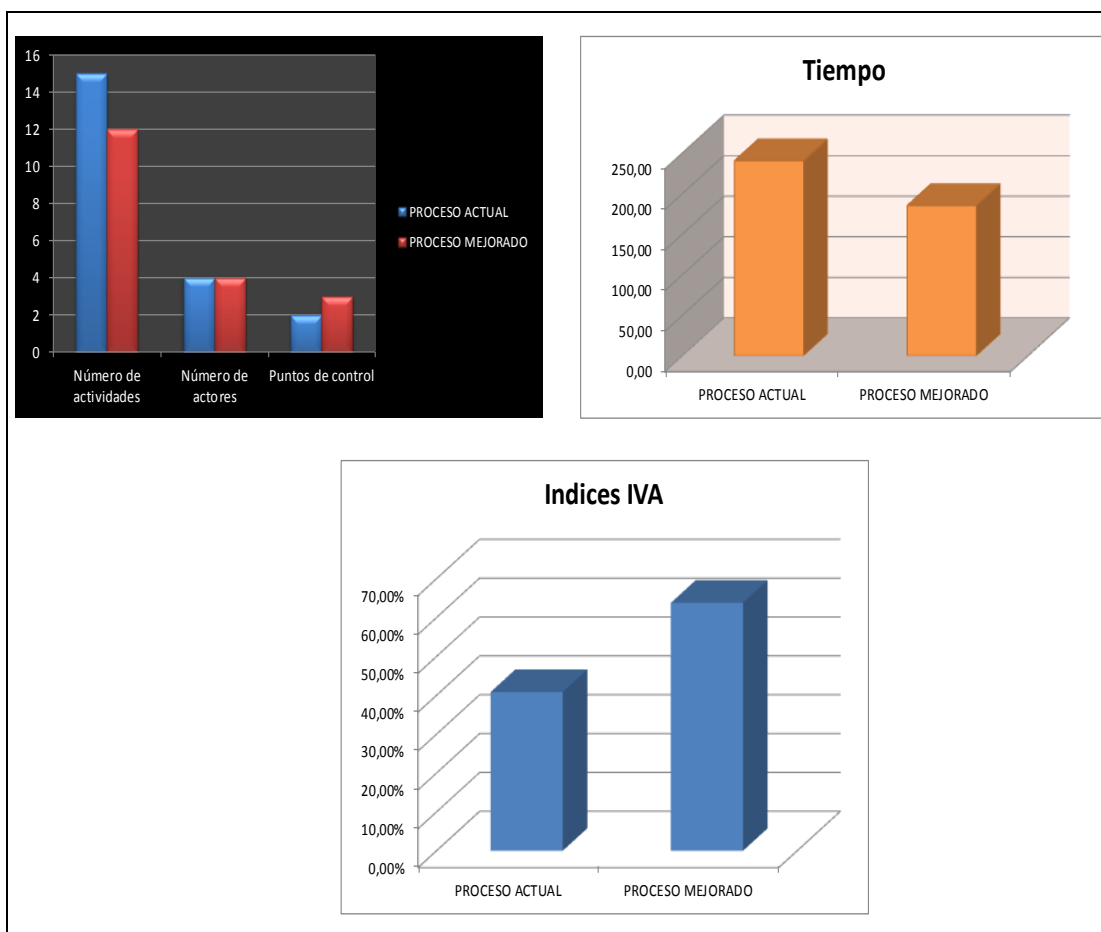 16
14
12
10
8
6
4
2
0
Número de
actividades
Número de
actores
Puntos de control
PROCESO ACTUAL
PROCESO MEJORADO
Tiempo
250,00
200,00
150,00
100,00
50,00
0,00
PROCESO ACTUAL
PROCESO MEJORADO
Indices IVA
70,00%
60,00%
50,00%
40,00%
30,00%
20,00%
10,00%
0,00%
PROCESO ACTUAL
PROCESO MEJORADO